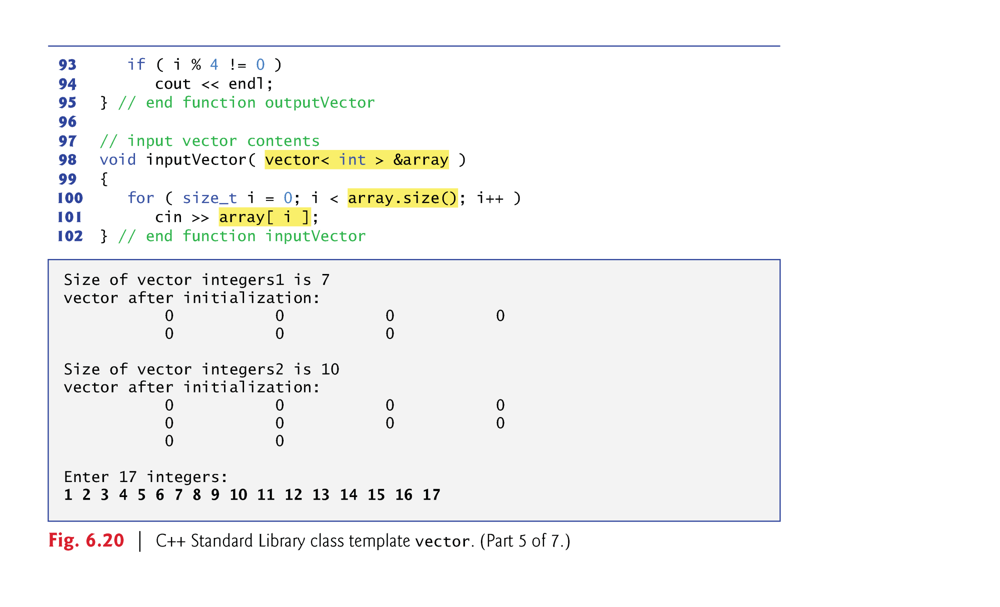 93 if ( i % 4 != 0 )
94 cout << endl;
95 } // end function outputVector
96
97 // input vector contents
98 void inputVector( vector< int > &array )
99 {
100 for ( size_t i = 0; i < array.size(); i++ )
101 cin >> array[ i ];
102 } // end function inputVector
Size of vector integers1 is 7
vector after initialization:
0 0 0 0
0 0 0
Size of vector integers2 is 10
vector after initialization:
0 0 0 0
0 0 0 0
0 0
Enter 17 integers:
1 2 3 4 5 6 7 8 9 10 11 12 13 14 15 16 17
Fig. 6.20 | C++ Standard Library class template vector. (Part 5 of 7.)